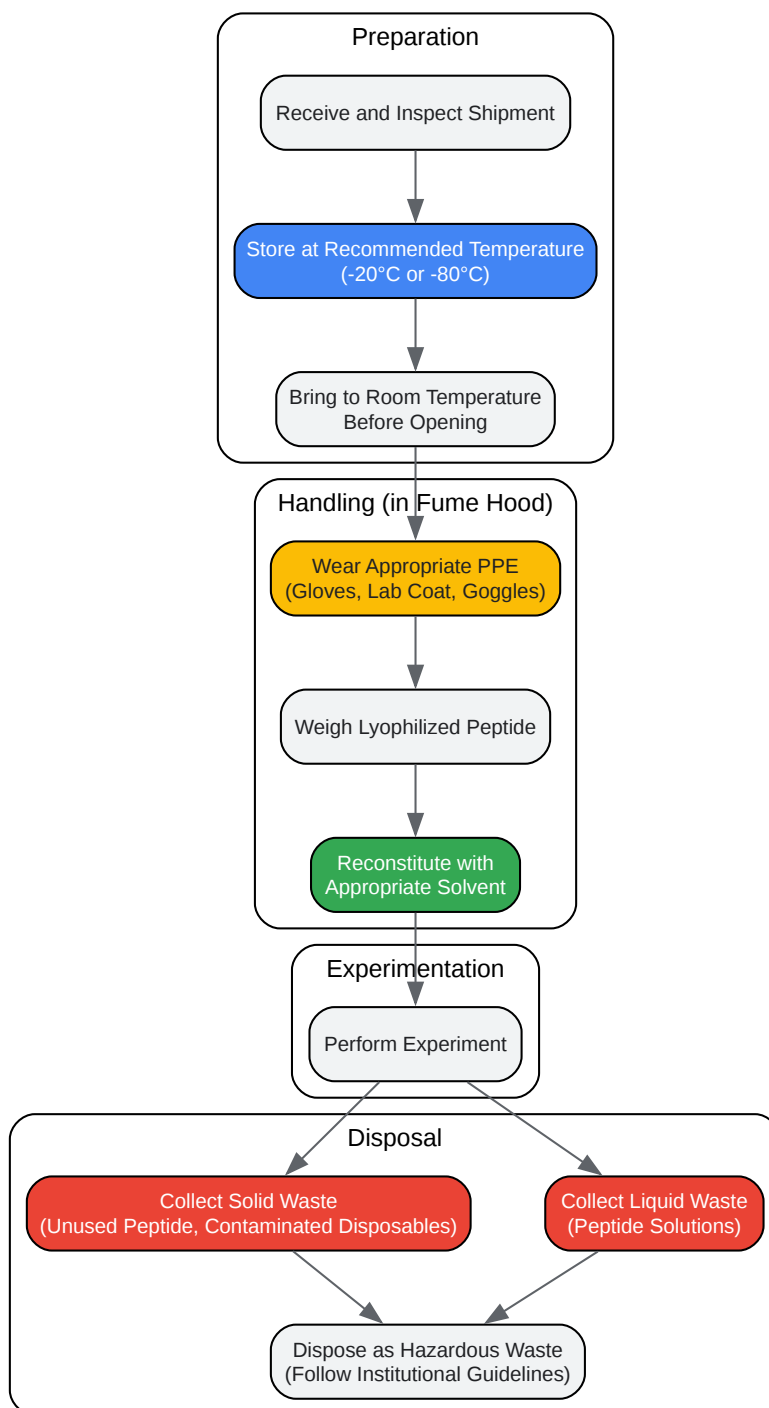 Preparation
Receive and Inspect Shipment
Store at Recommended Temperature
(-20°C or -80°C)
Bring to Room Temperature
Before Opening
Handling (in Fume Hood)
Wear Appropriate PPE
(Gloves, Lab Coat, Goggles)
Weigh Lyophilized Peptide
Reconstitute with
Appropriate Solvent
Experimentation
Perform Experiment
Disposal
Collect Solid Waste
(Unused Peptide, Contaminated Disposables)
Collect Liquid Waste
(Peptide Solutions)
Dispose as Hazardous Waste
(Follow Institutional Guidelines)